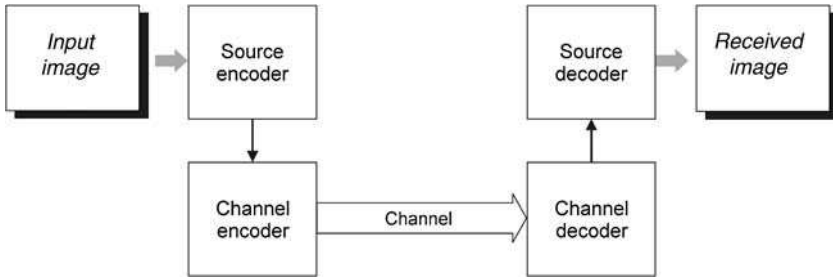 Input
image
Source
encoder
Source
decoder
Received
image
Channel
encoder
Channel
Channel
decoder